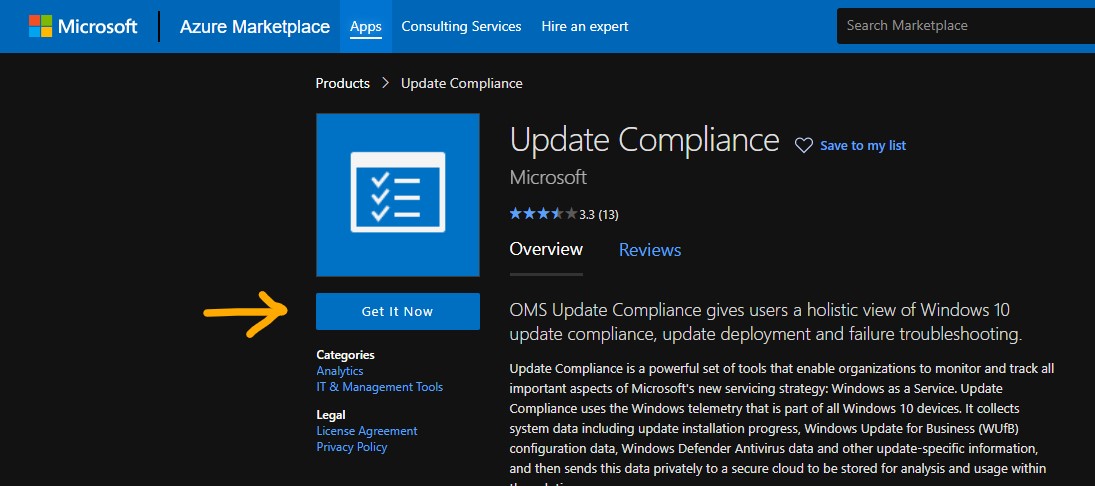 Microsoft
Azure Marketplace
Apps
Consulting Services
Hire an expert
Search Marketplace
Products > Update Compliance
Update Compliance
Save to my list
Microsoft
3.3 (13)
Overview
Reviews
Get It Now
OMS Update Compliance gives users a holistic view of Windows 10
update compliance, update deployment and failure troubleshooting.
Categories
Analytics
IT & Management Tools
Legal
License Agreement
Privacy Policy
Update Compliance is a powerful set of tools that enable organizations to monitor and track all
important aspects of Microsoft's new servicing strategy: Windows as a Service. Update
Compliance uses the Windows telemetry that is part of all Windows 10 devices. It collects
system data including update installation progress, Windows Update for Business (WUfB)
configuration data, Windows Defender Antivirus data and other update-specific information,
and then sends this data privately to a secure cloud to be stored for analysis and usage within